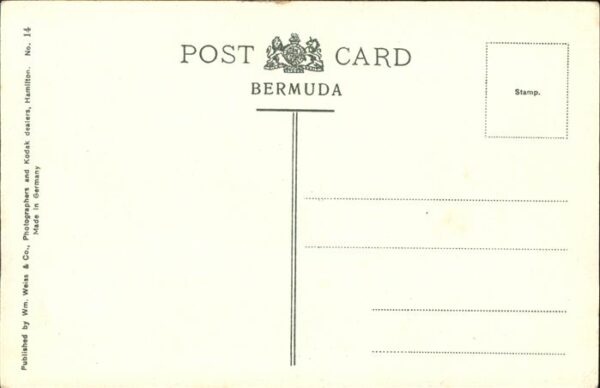 POST CARD
BERMUDA
Stamp.
Published by Wm. Weiss & Co., Photographers and Kodak dealers, Hamilton. No. 14
Made in Germany